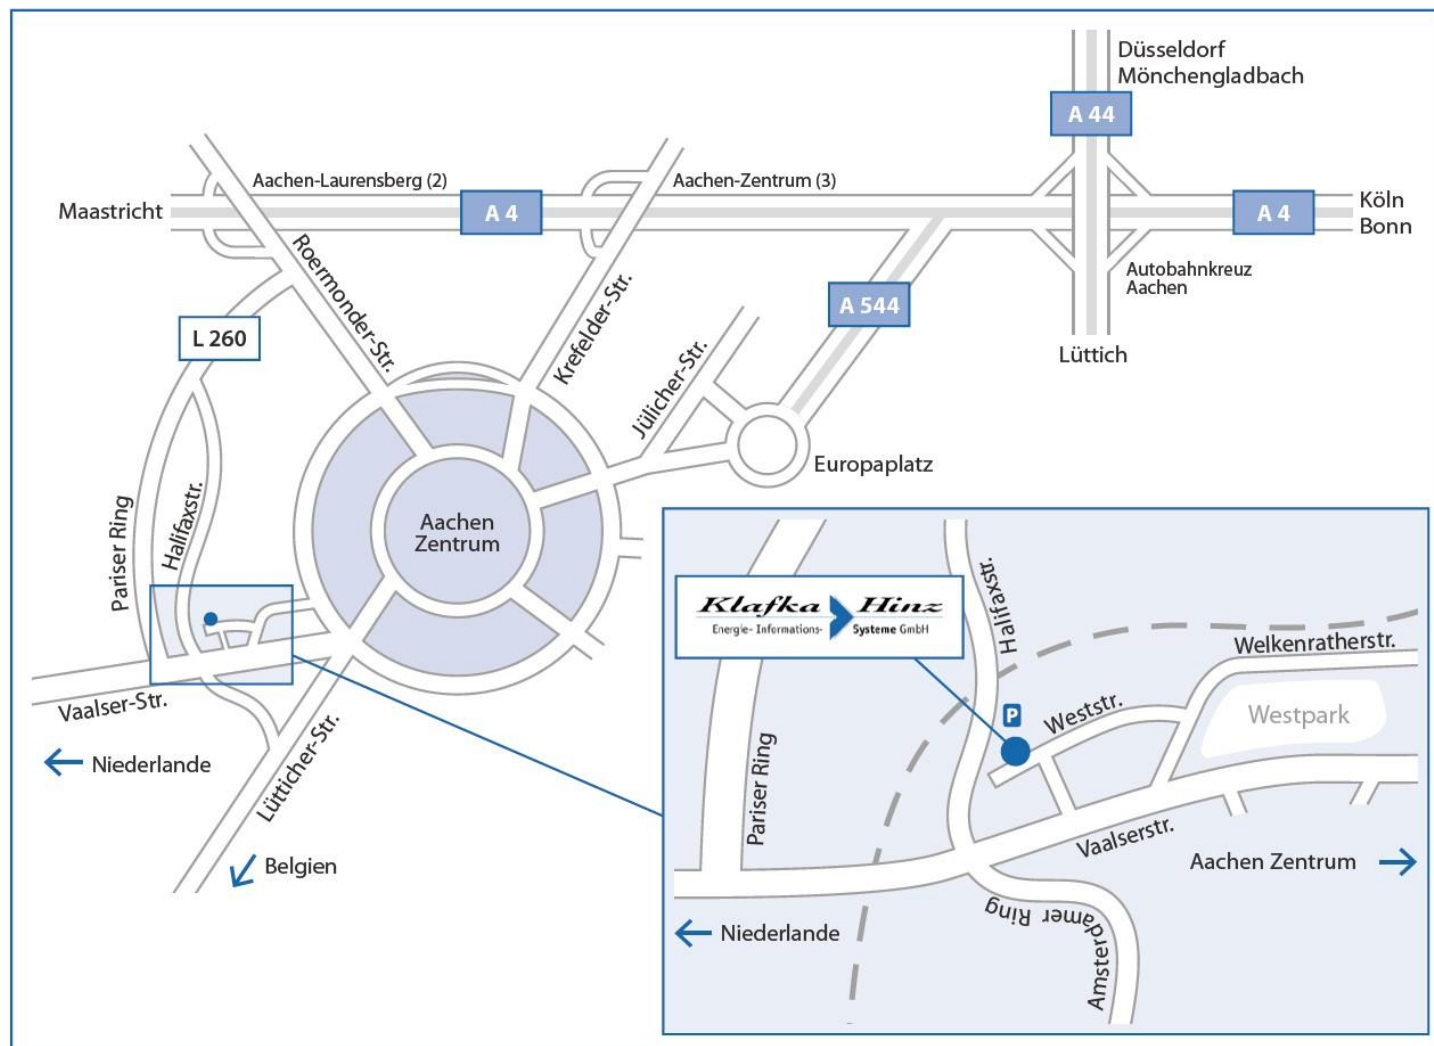 Düsseldorf
Mönchengladbach
A 44
Aachen-Laurensberg (2)
Aachen-Zentrum (3)
Maastricht
A 4
A 4
Köln
Bonn
Roermonder-Str.
Krefelder-Str.
Autobahnkreuz
Aachen
A 544
L 260
Lüttich
Jülicher-Str.
Europaplatz
Pariser Ring
Halifaxstr.
Aachen
Zentrum
Vaalser-Str.
Niederlande
Lütticher-Str.
Belgien
Halifaxstr.
Klafka Hinz
Energie- Informations- Systeme GmbH
Welkenratherstr.
P
Weststr.
Westpark
Pariser Ring
Vaalserstr.
Aachen Zentrum
Amsterdamer Ring
Niederlande